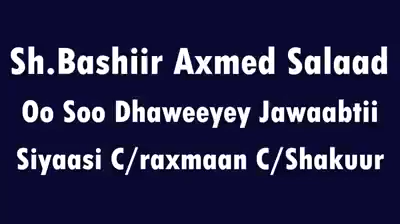 Sh.Bashiir Axmed Salaad
Oo Soo Dhaweeyey Jawaabtii
Siyaasi C/raxmaan C/Shakuur